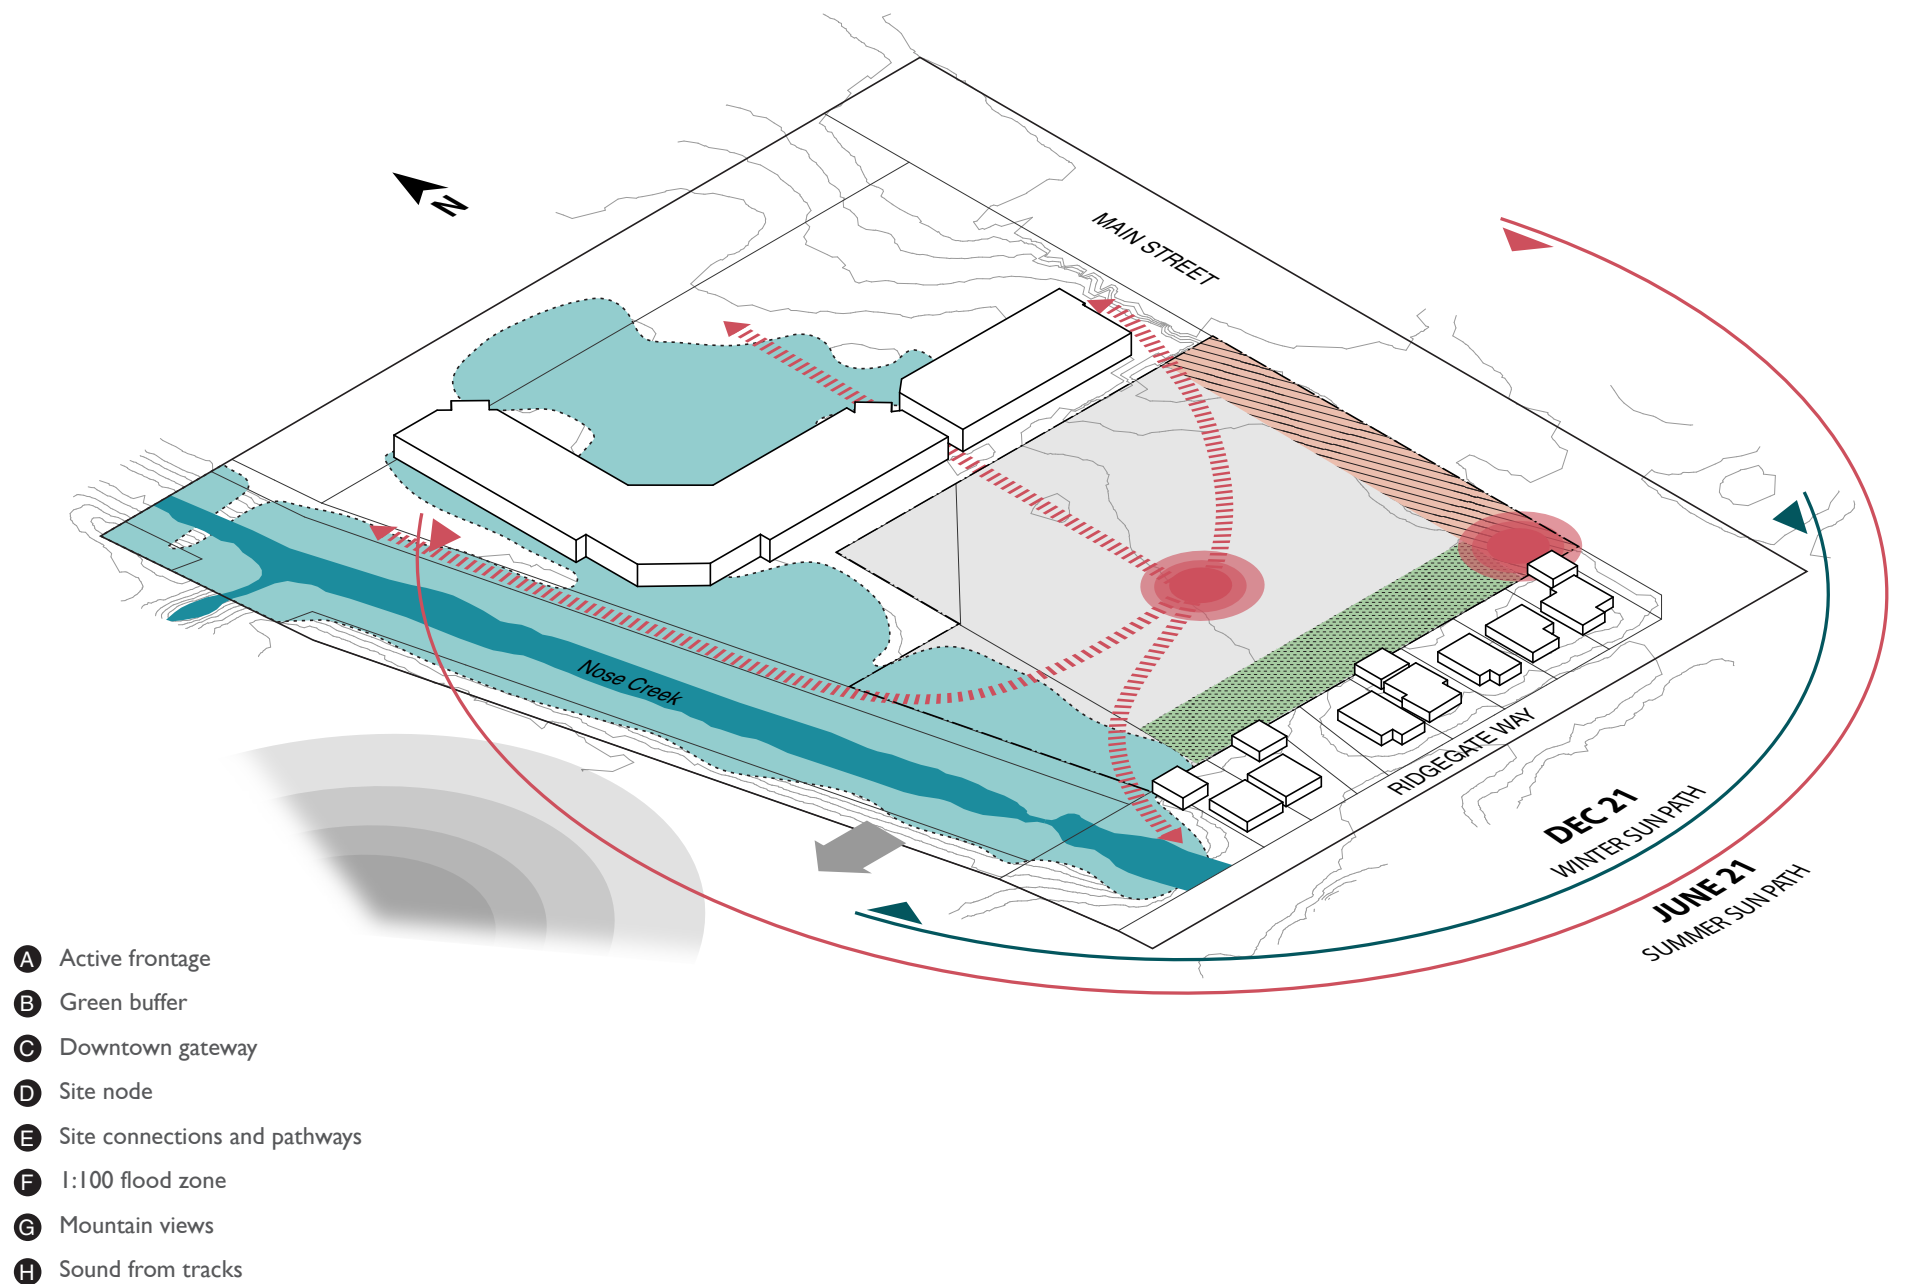 N
MAIN STREET
Nose Creek
RIDGEGATE WAY
DEC 21
WINTER SUN PATH
JUNE 21
SUMMER SUN PATH
A Active frontage
B Green buffer
C Downtown gateway
D Site node
E Site connections and pathways
F 1:100 flood zone
G Mountain views
H Sound from tracks